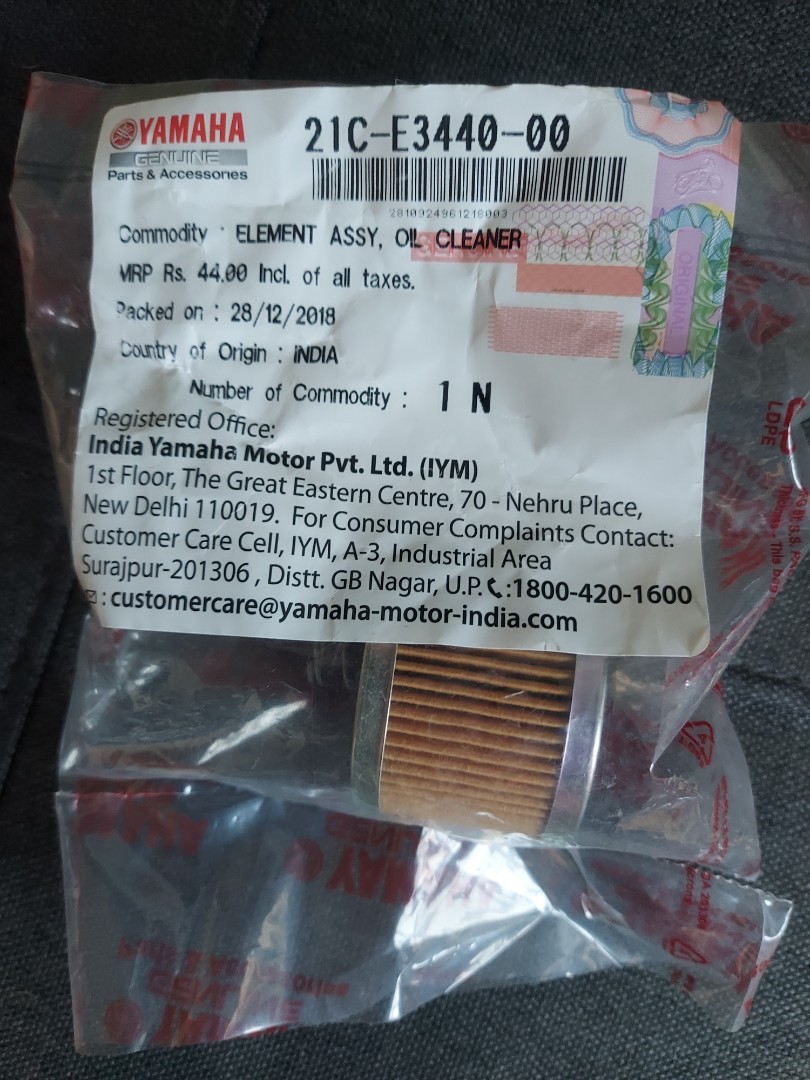 YAMAHA
GENUINE
Parts & Accessories
21C-E3440-00
2810924961218003
Commodity : ELEMENT ASSY, OIL CLEANER
MRP Rs. 44.00 Incl. of all taxes.
Packed on : 28/12/2018
Country of Origin : INDIA
Number of Commodity : 1 N
Registered Office:
India Yamaha Motor Pvt. Ltd. (IYM)
1st Floor, The Great Eastern Centre, 70 - Nehru Place,
New Delhi 110019. For Consumer Complaints Contact:
Customer Care Cell, IYM, A-3, Industrial Area
Surajpur-201306 , Distt. GB Nagar, U.P. :1800-420-1600
: customercare@yamaha-motor-india.com
ORIGINAL
LDPE